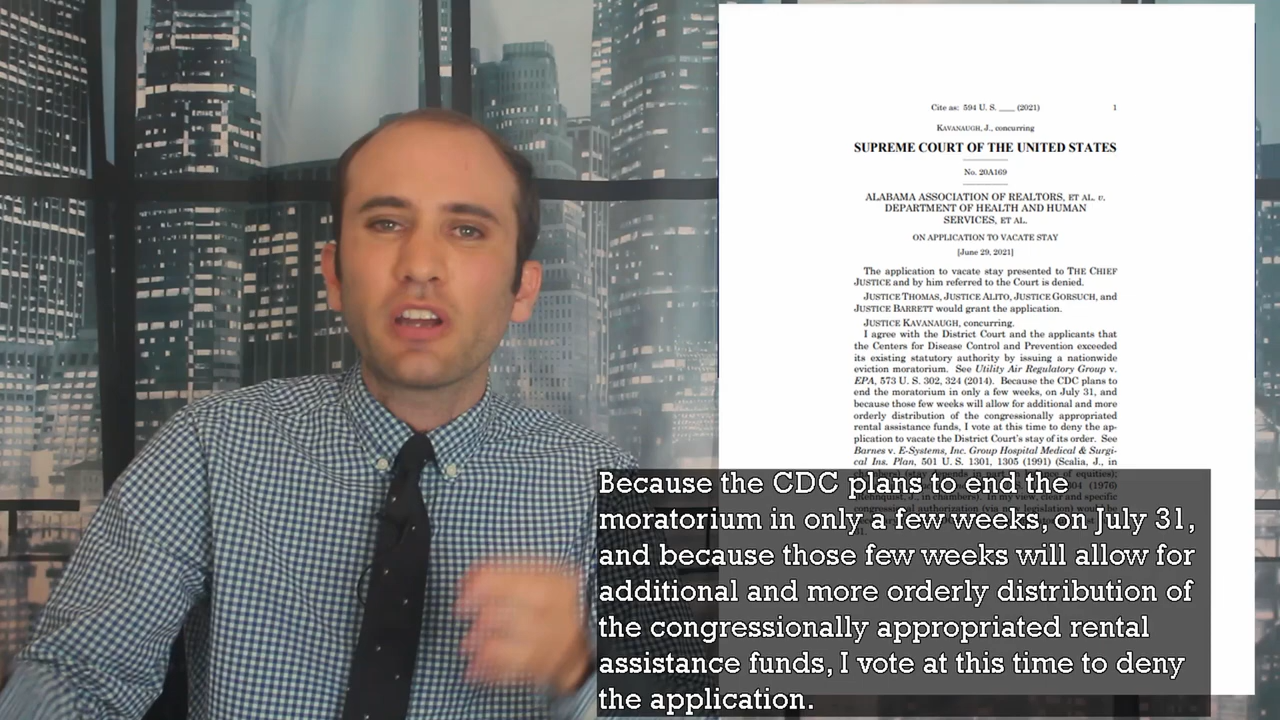 Cite as: 594 U. S. ____ (2021) 1
KAVANAUGH, J., concurring
SUPREME COURT OF THE UNITED STATES
No. 20A169
ALABAMA ASSOCIATION OF REALTORS, ET AL. v.
DEPARTMENT OF HEALTH AND HUMAN
SERVICES, ET AL.
ON APPLICATION TO VACATE STAY
[June 29, 2021]
The application to vacate stay presented to THE CHIEF
JUSTICE and by him referred to the Court is denied.
JUSTICE THOMAS, JUSTICE ALITO, JUSTICE GORSUCH, and
JUSTICE BARRETT would grant the application.
JUSTICE KAVANAUGH, concurring.
I agree with the District Court and the applicants that
the Centers for Disease Control and Prevention exceeded
its existing statutory authority by issuing a nationwide
eviction moratorium. See Utility Air Regulatory Group v.
EPA, 573 U. S. 302, 324 (2014). Because the CDC plans to
end the moratorium in only a few weeks, on July 31, and
because those few weeks will allow for additional and more
orderly distribution of the congressionally appropriated
rental assistance funds, I vote at this time to deny the ap-
plication to vacate the District Court's stay of its order. See
Barnes v. E-Systems, Inc. Group Hospital Medical & Surgi-
cal Ins. Plan, 501 U. S. 1301, 1305 (1991) (Scalia, J., in
Because the CDC plans to end the
moratorium in only a few weeks, on July 31,
and because those few weeks will allow for
additional and more orderly distribution of
the congressionally appropriated rental
assistance funds, I vote at this time to deny
the application.